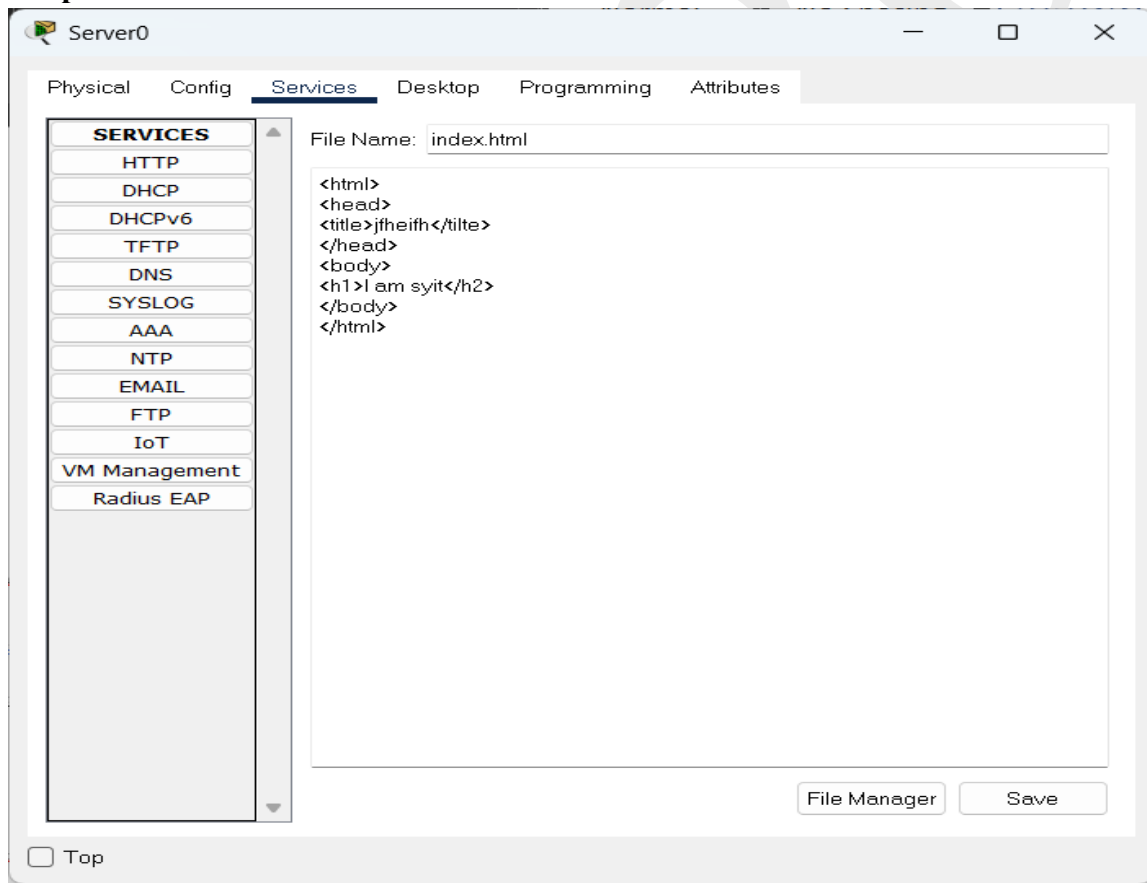 Server0
Physical Config Services Desktop Programming Attributes
SERVICES
HTTP
DHCP
DHCPv6
TFTP
DNS
SYSLOG
AAA
NTP
EMAIL
FTP
IoT
VM Management
Radius EAP
File Name: index.html
<html>
<head>
<title>jfheifh</tilte>
</head>
<body>
<h1>I am syit</h2>
</body>
</html>
File Manager Save
Top